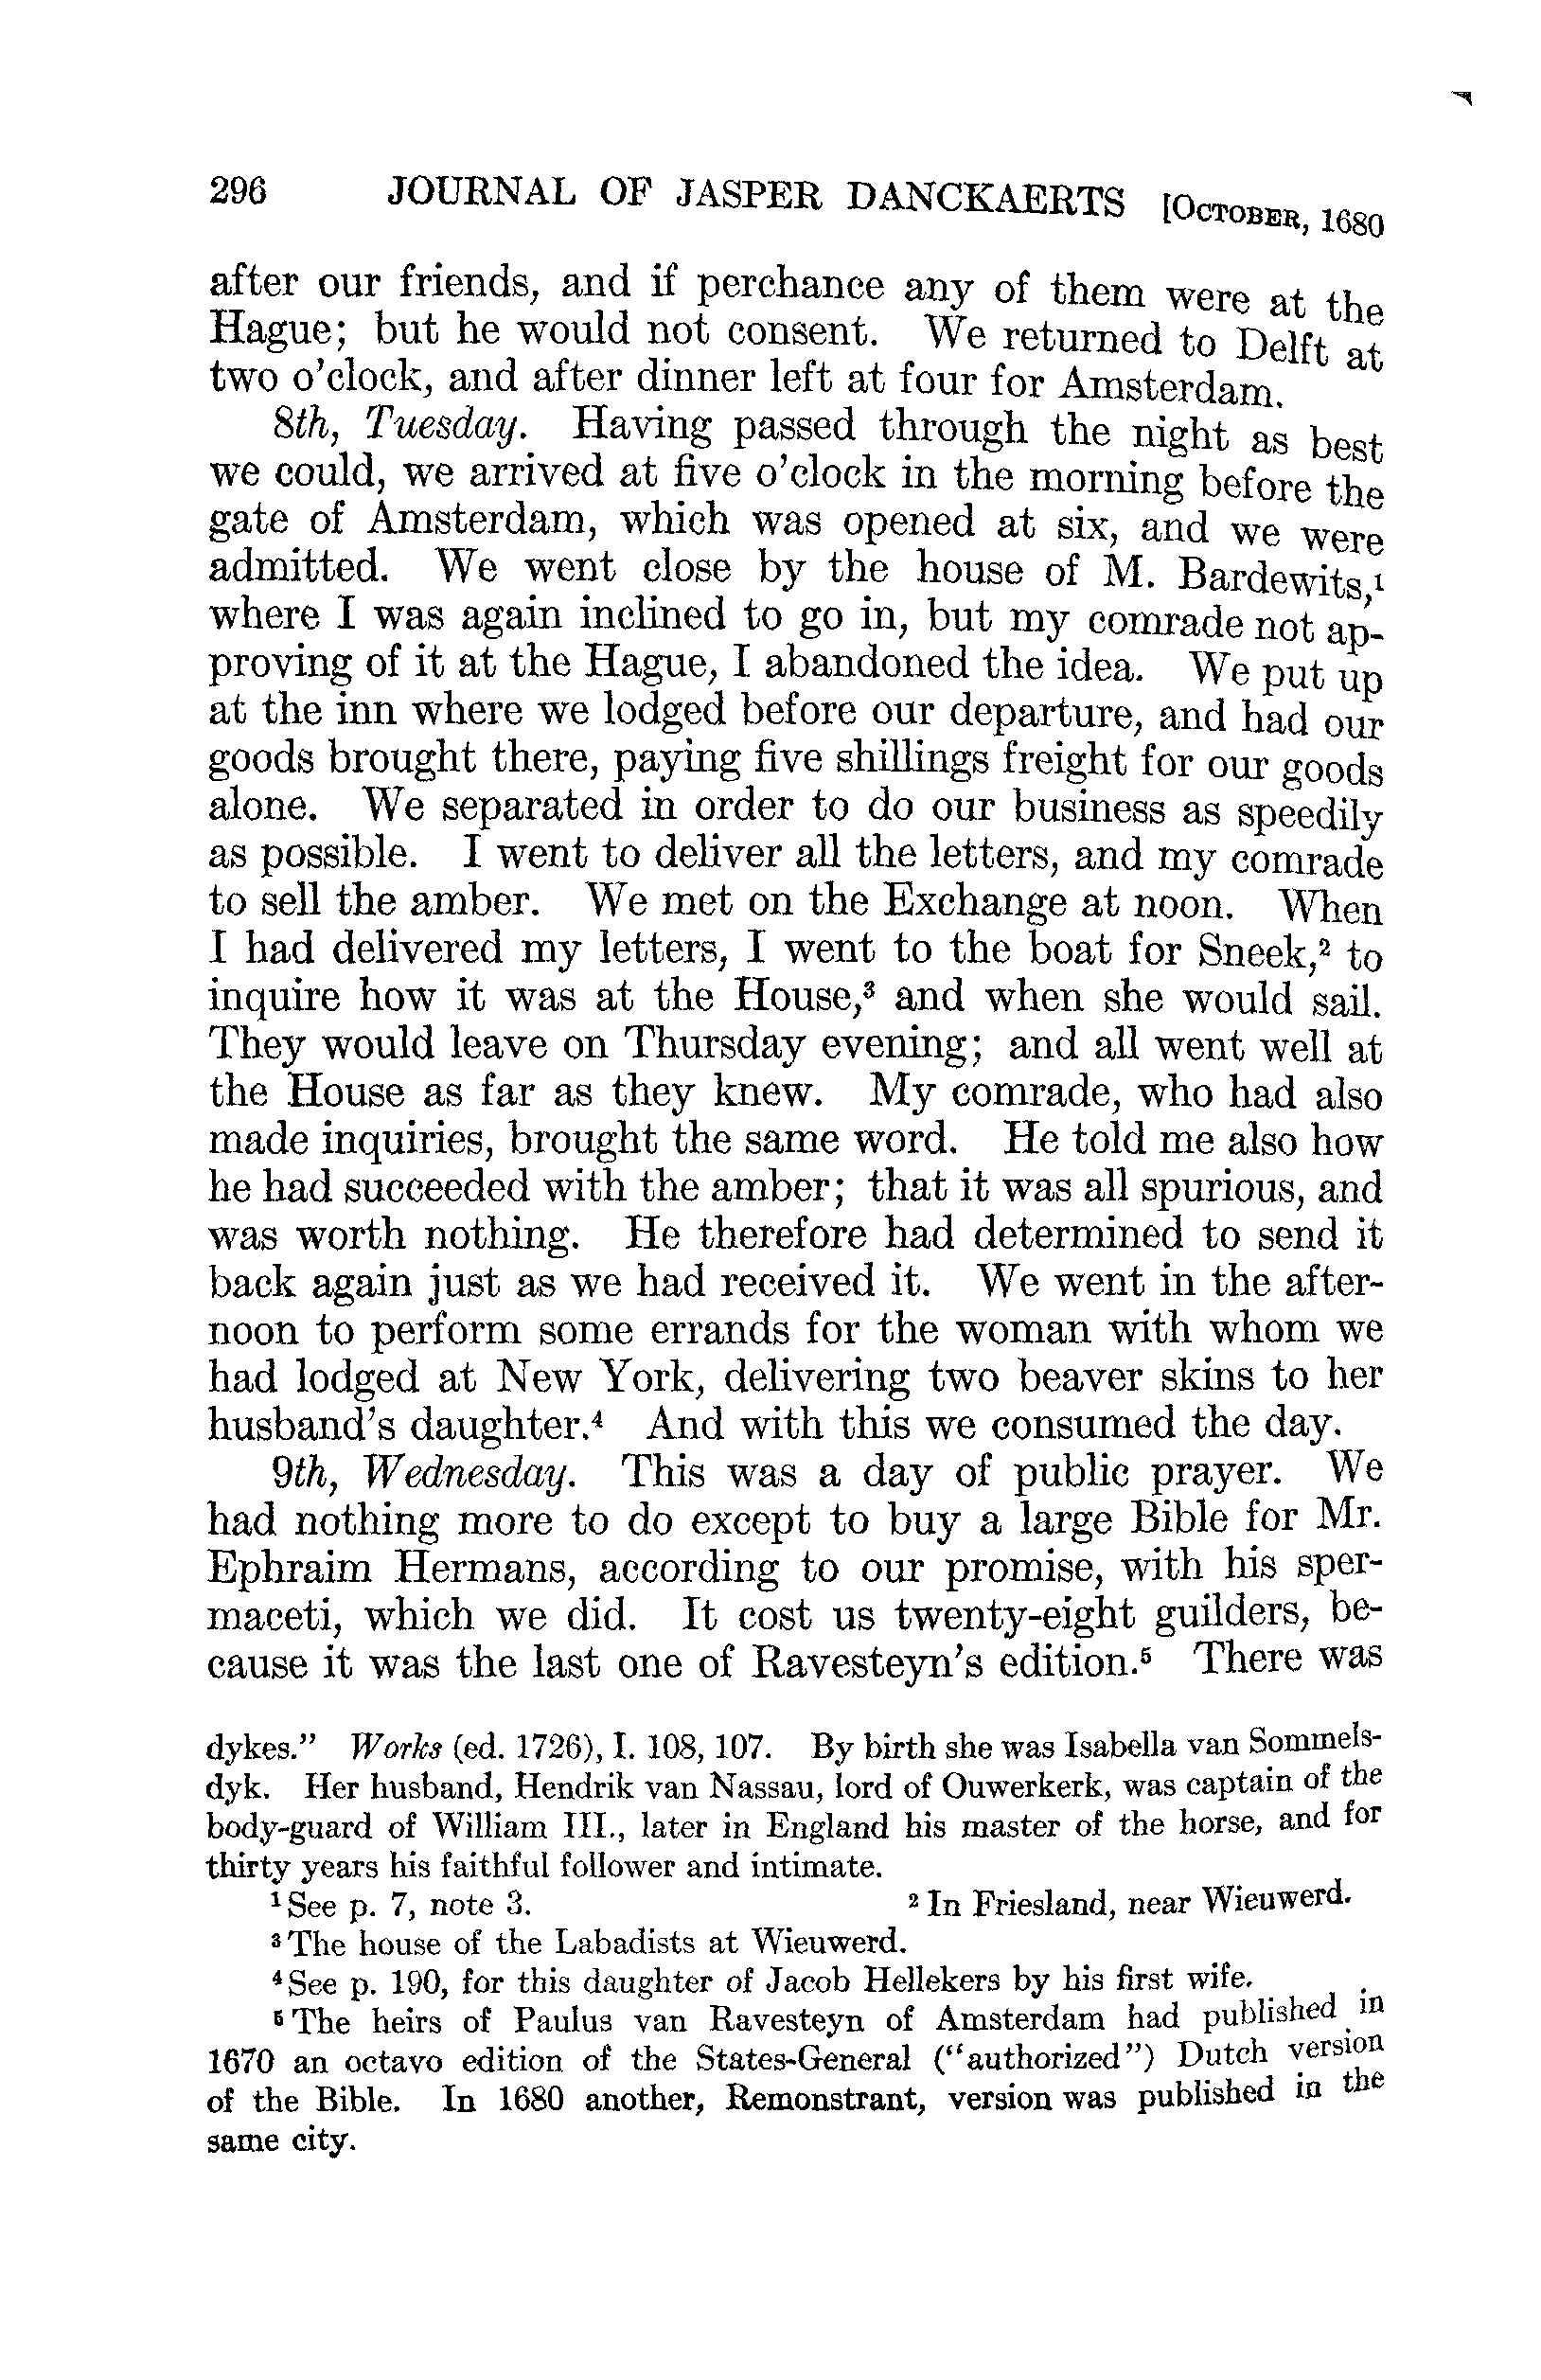 296 JOURNAL OF JASPER DANCKAERTS [OCTOBER, 1680
after our friends, and if perchance any of them were at the
Hague; but he would not consent. We returned to Delft at
two o'clock, and after dinner left at four for Amsterdam.
8th, Tuesday. Having passed through the night as best
we could, we arrived at five o'clock in the morning before the
gate of Amsterdam, which was opened at six, and we were
admitted. We went close by the house of M. Bardewits,¹
where I was again inclined to go in, but my comrade not ap-
proving of it at the Hague, I abandoned the idea. We put up
at the inn where we lodged before our departure, and had our
goods brought there, paying five shillings freight for our goods
alone. We separated in order to do our business as speedily
as possible. I went to deliver all the letters, and my comrade
to sell the amber. We met on the Exchange at noon. When
I had delivered my letters, I went to the boat for Sneek,² to
inquire how it was at the House,³ and when she would sail.
They would leave on Thursday evening; and all went well at
the House as far as they knew. My comrade, who had also
made inquiries, brought the same word. He told me also how
he had succeeded with the amber; that it was all spurious, and
was worth nothing. He therefore had determined to send it
back again just as we had received it. We went in the after-
noon to perform some errands for the woman with whom we
had lodged at New York, delivering two beaver skins to her
husband's daughter.⁴ And with this we consumed the day.
9th, Wednesday. This was a day of public prayer. We
had nothing more to do except to buy a large Bible for Mr.
Ephraim Hermans, according to our promise, with his sper-
maceti, which we did. It cost us twenty-eight guilders, be-
cause it was the last one of Ravesteyn's edition.⁵ There was
dykes." Works (ed. 1726), I. 108, 107. By birth she was Isabella van Sommels-
dyk. Her husband, Hendrik van Nassau, lord of Ouwerkerk, was captain of the
body-guard of William III., later in England his master of the horse, and for
thirty years his faithful follower and intimate.
¹ See p. 7, note 3. ² In Friesland, near Wieuwerd.
³ The house of the Labadists at Wieuwerd.
⁴ See p. 190, for this daughter of Jacob Hellekers by his first wife.
⁵ The heirs of Paulus van Ravesteyn of Amsterdam had published in
1670 an octavo edition of the States-General ("authorized") Dutch version
of the Bible. In 1680 another, Remonstrant, version was published in the
same city.